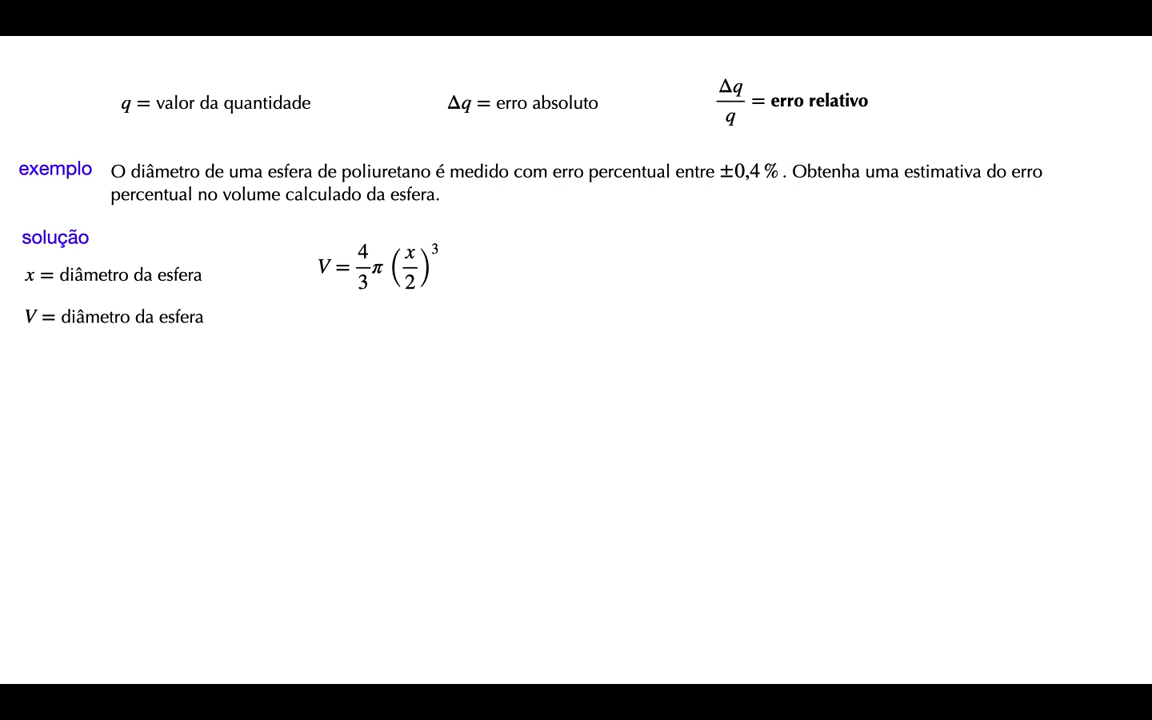 q = valor da quantidade    Δq = erro absoluto    Δq/q = erro relativo
exemplo O diâmetro de uma esfera de poliuretano é medido com erro percentual entre ±0,4 % . Obtenha uma estimativa do erro
percentual no volume calculado da esfera.
solução
x = diâmetro da esfera    V = 4/3 π (x/2)^3
V = diâmetro da esfera